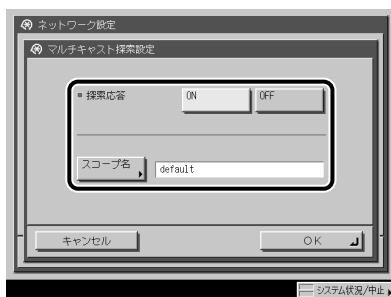 ネットワーク設定
マルチキャスト探索設定
■ 探索応答
ON
OFF
スコープ名
default
キャンセル
OK
システム状況/中止